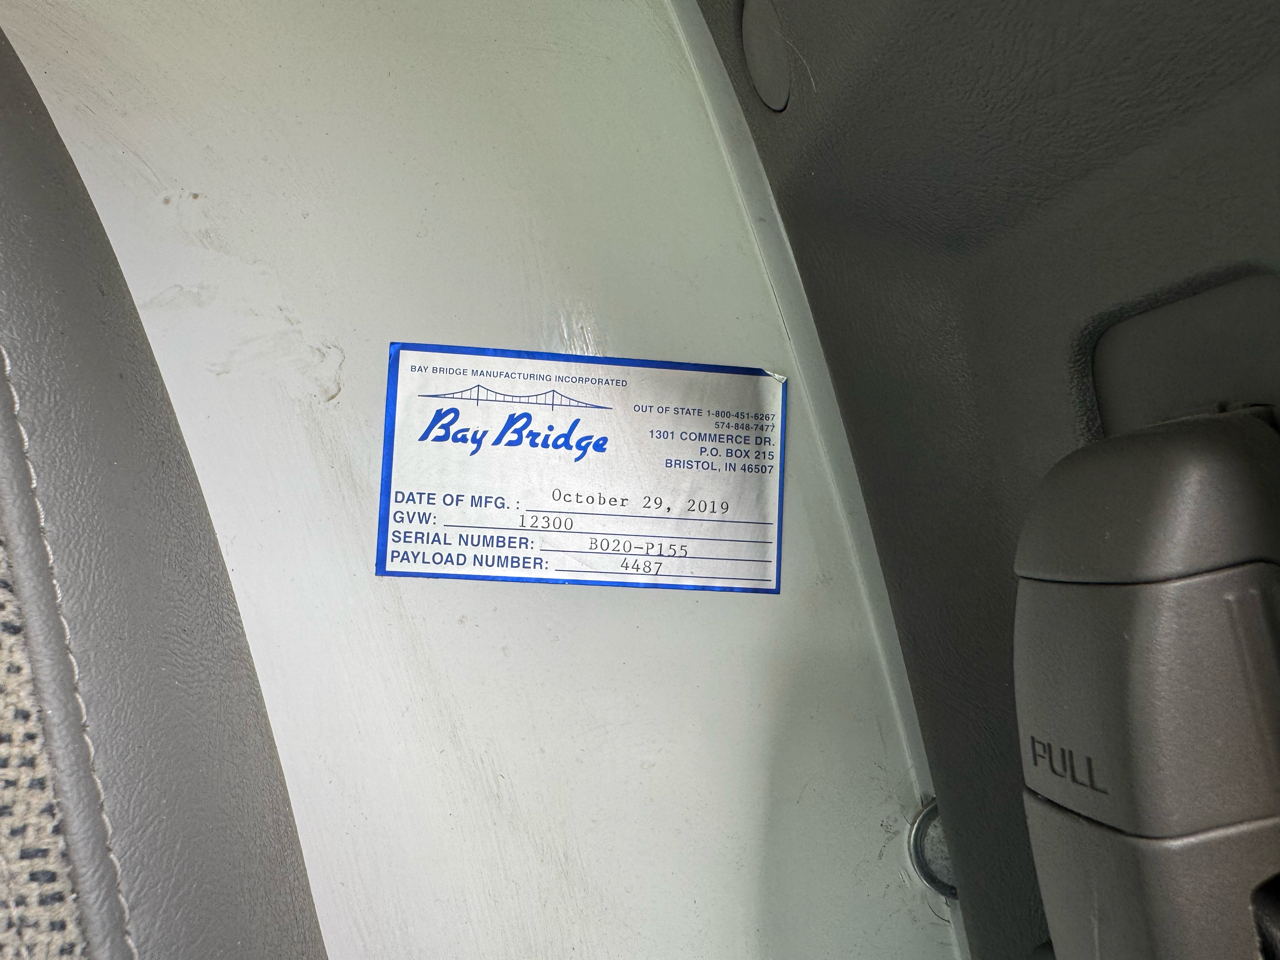 BAY BRIDGE MANUFACTURING INCORPORATED
Bay Bridge
OUT OF STATE 1-800-451-6267
574-848-7477
1301 COMMERCE DR.
P.O. BOX 215
BRISTOL, IN 46507
DATE OF MFG. : October 29, 2019
GVW: 12300
SERIAL NUMBER: B020-P155
PAYLOAD NUMBER: 4487
PULL